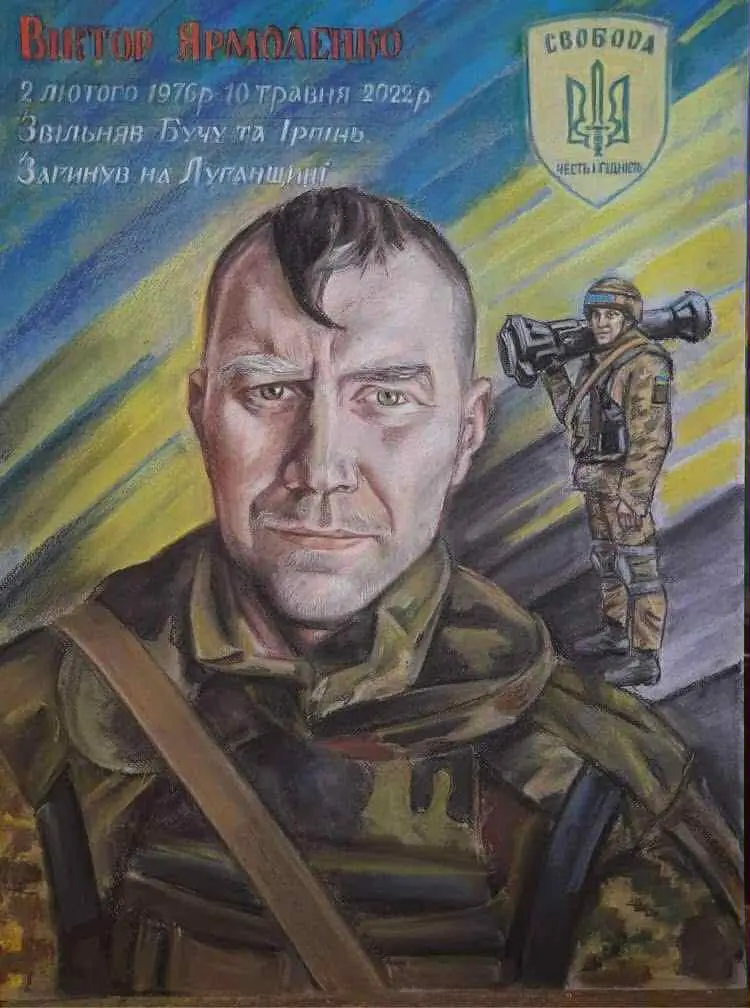 Віктор Ярмоленко
2 лютого 1976р-10 травня 2022р
Звільняв Бучу та Ірпінь
Загинув на Луганщині
СВОБОДА
ЧЕСТЬ І ГІДНІСТЬ